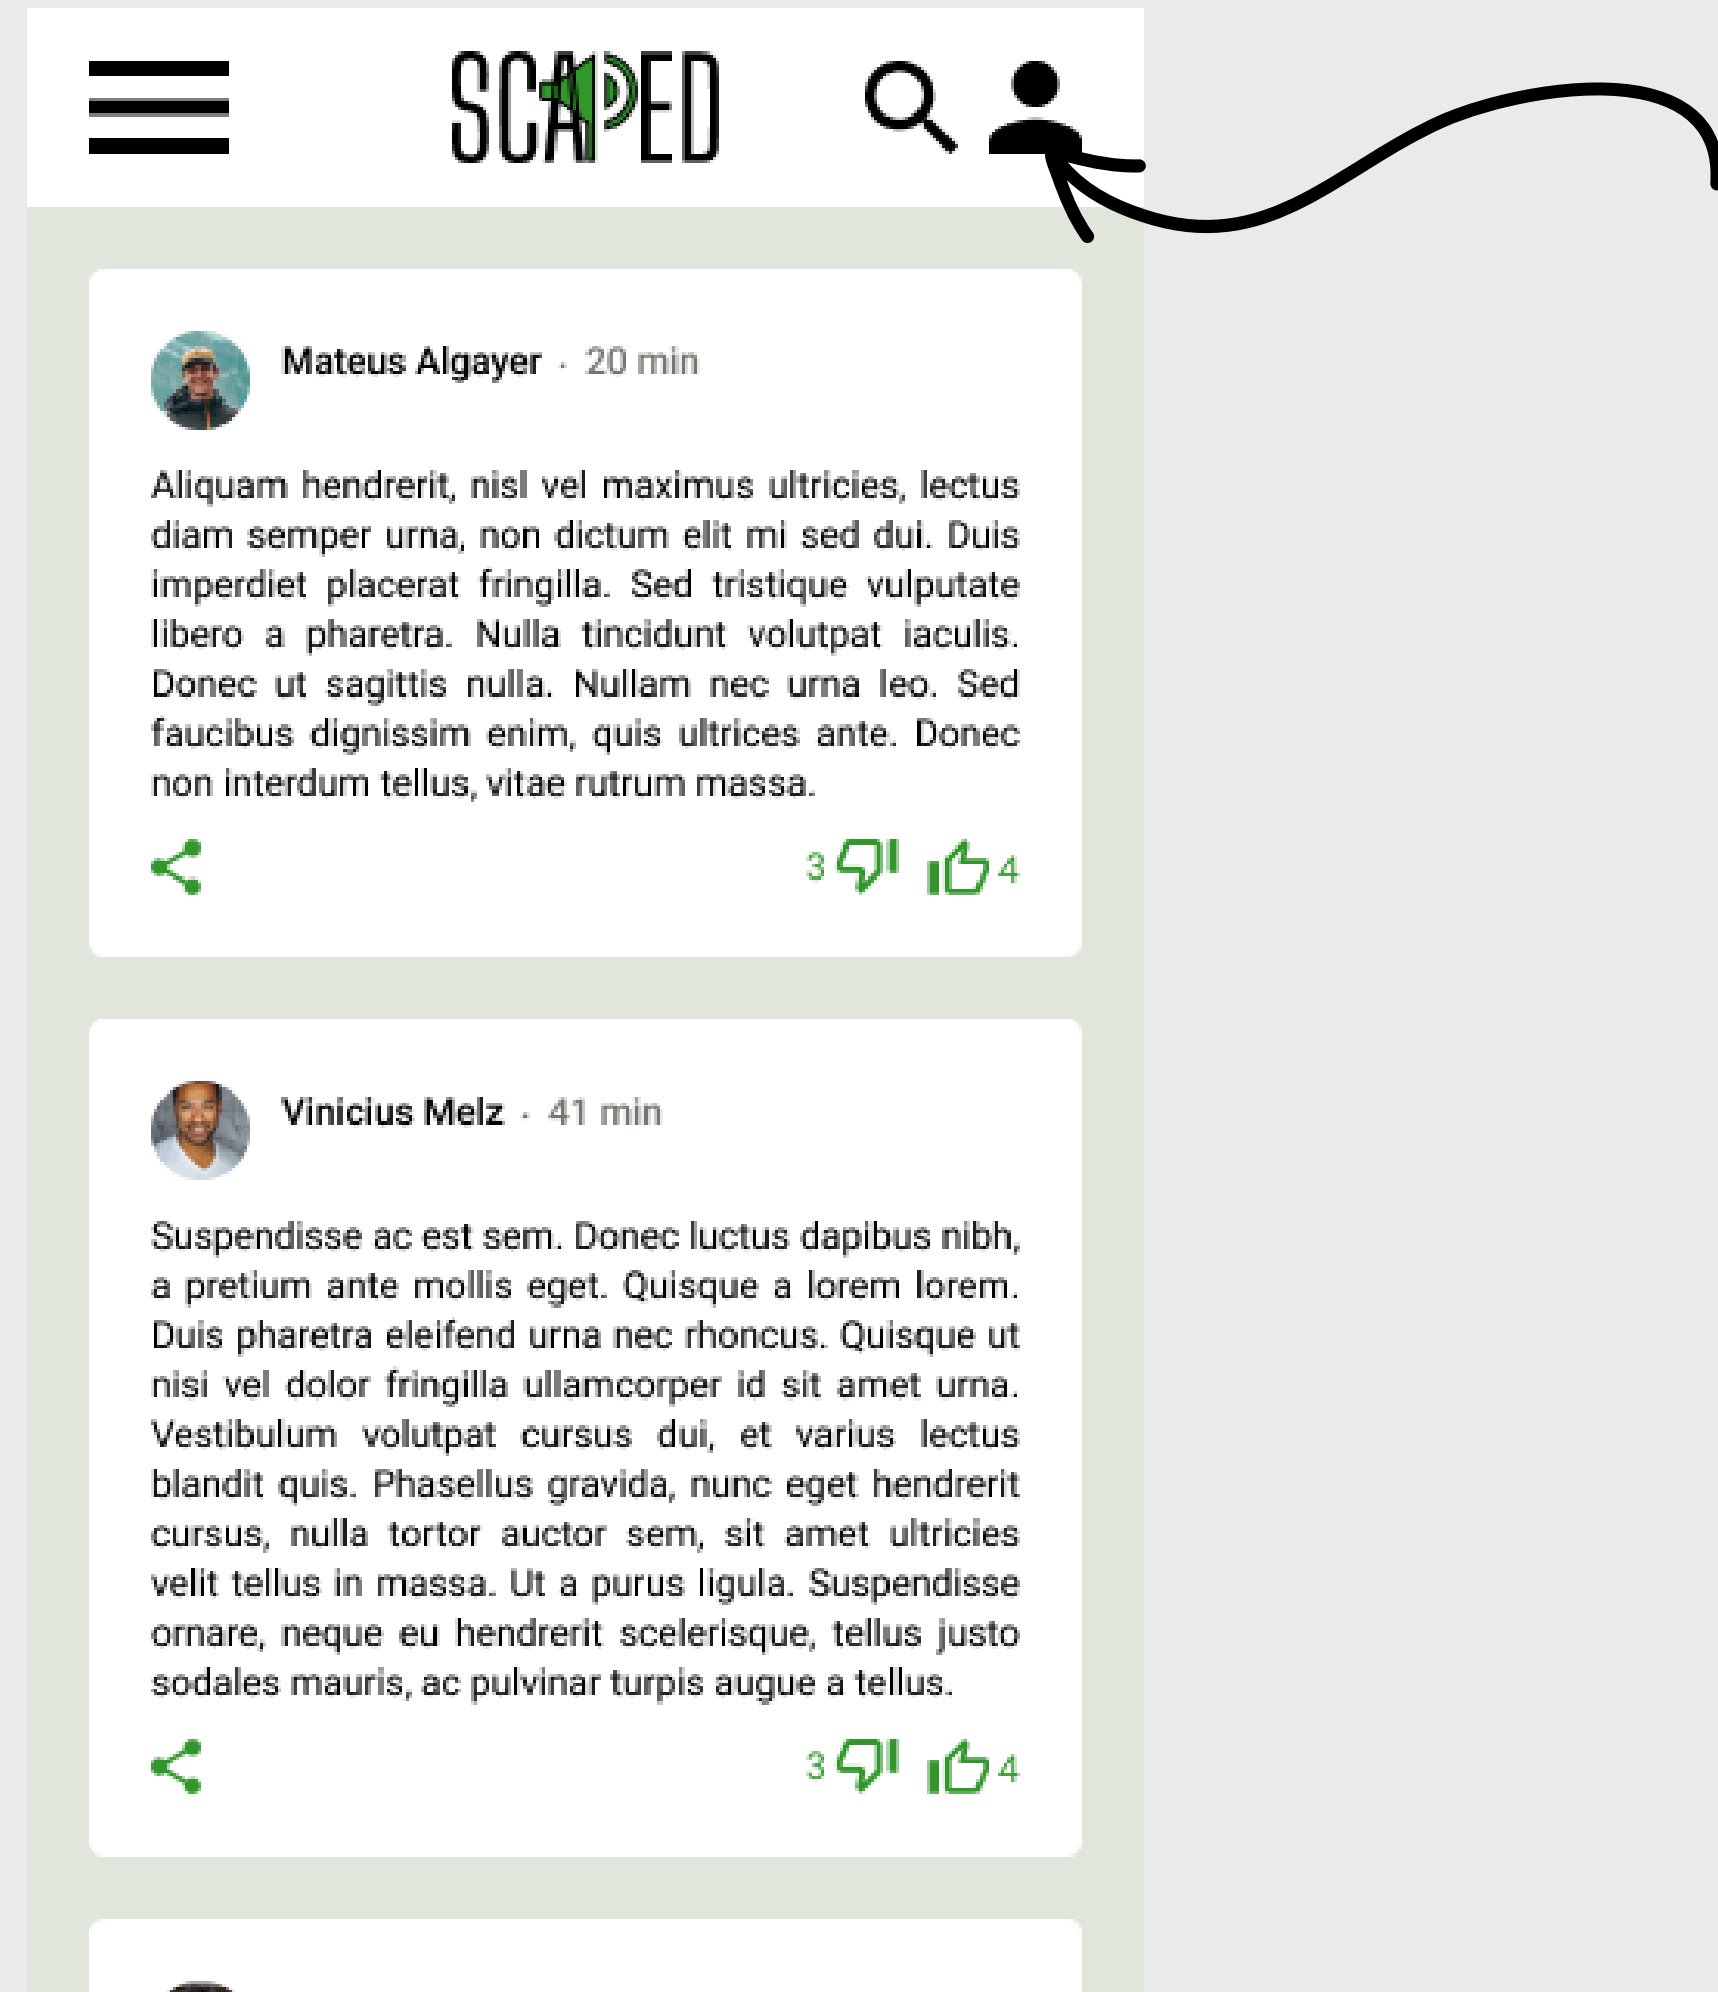 SCAPED
Mateus Algayer · 20 min
Aliquam hendrerit, nisl vel maximus ultricies, lectus
diam semper urna, non dictum elit mi sed dui. Duis
imperdiet placerat fringilla. Sed tristique vulputate
libero a pharetra. Nulla tincidunt volutpat iaculis.
Donec ut sagittis nulla. Nullam nec urna leo. Sed
faucibus dignissim enim, quis ultrices ante. Donec
non interdum tellus, vitae rutrum massa.
3 4
Vinicius Melz · 41 min
Suspendisse ac est sem. Donec luctus dapibus nibh,
a pretium ante mollis eget. Quisque a lorem lorem.
Duis pharetra eleifend urna nec rhoncus. Quisque ut
nisi vel dolor fringilla ullamcorper id sit amet urna.
Vestibulum volutpat cursus dui, et varius lectus
blandit quis. Phasellus gravida, nunc eget hendrerit
cursus, nulla tortor auctor sem, sit amet ultricies
velit tellus in massa. Ut a purus ligula. Suspendisse
ornare, neque eu hendrerit scelerisque, tellus justo
sodales mauris, ac pulvinar turpis augue a tellus.
3 4